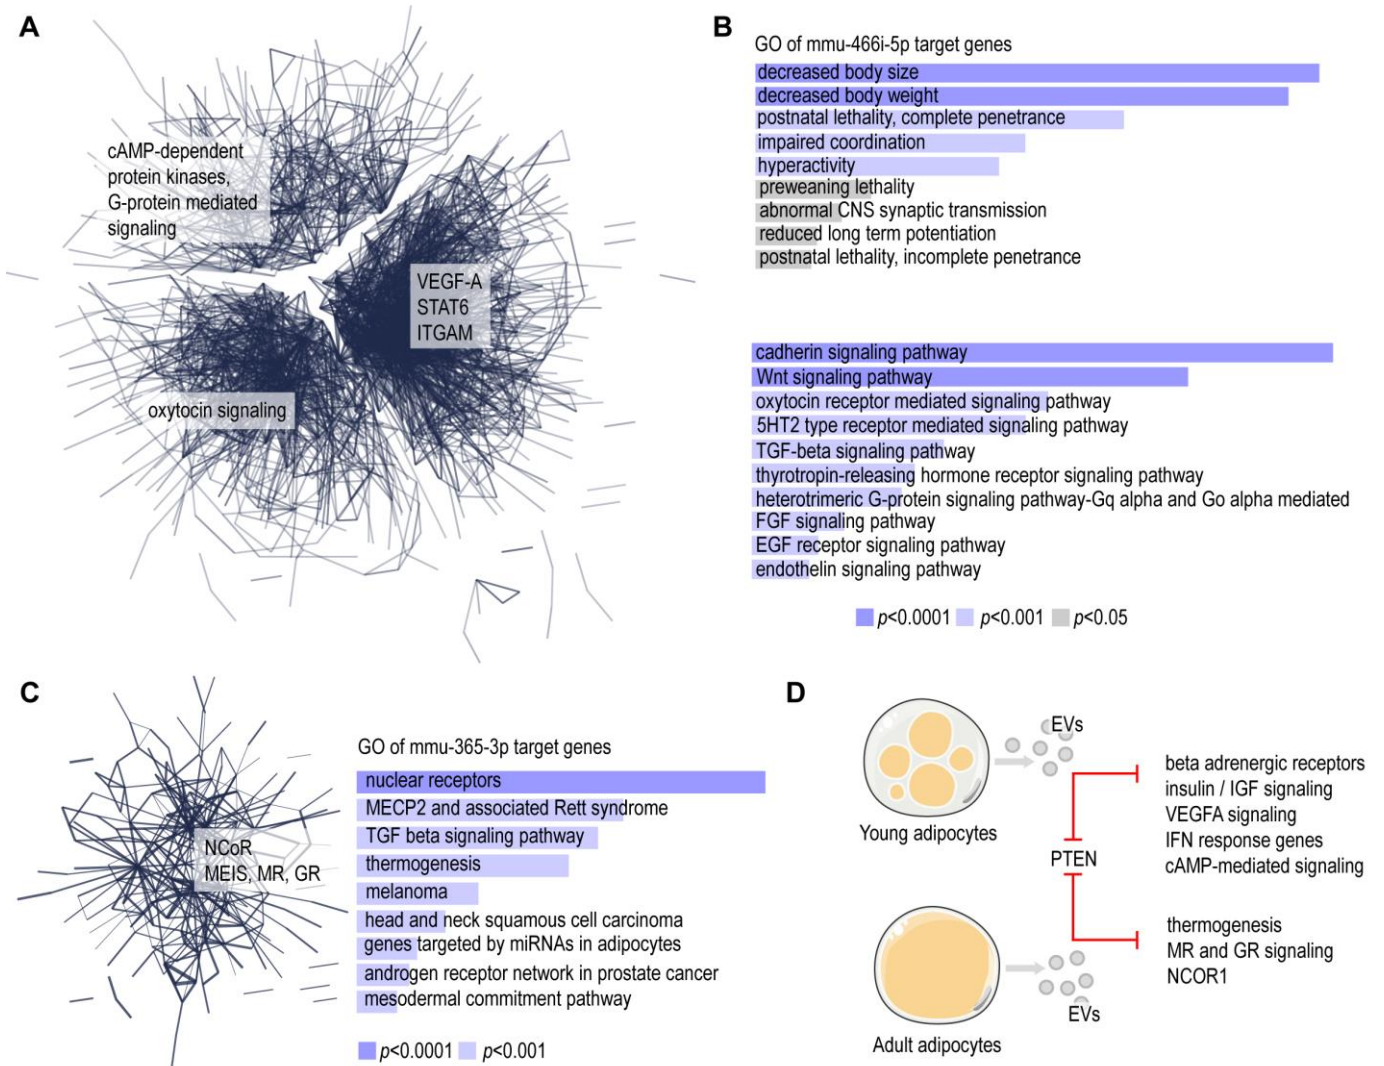 A
cAMP-dependent
protein kinases,
G-protein mediated
signaling
VEGF-A
STAT6
ITGAM
oxytocin signaling
B
GO of mmu-466i-5p target genes
decreased body size
decreased body weight
postnatal lethality, complete penetrance
impaired coordination
hyperactivity
preweaning lethality
abnormal CNS synaptic transmission
reduced long term potentiation
postnatal lethality, incomplete penetrance
cadherin signaling pathway
Wnt signaling pathway
oxytocin receptor mediated signaling pathway
5HT2 type receptor mediated signaling pathway
TGF-beta signaling pathway
thyrotropin-releasing hormone receptor signaling pathway
heterotrimeric G-protein signaling pathway-Gq alpha and Go alpha mediated
FGF signaling pathway
EGF receptor signaling pathway
endothelin signaling pathway
p<0.0001 p<0.001 p<0.05
C
NCoR
MEIS, MR, GR
GO of mmu-365-3p target genes
nuclear receptors
MECP2 and associated Rett syndrome
TGF beta signaling pathway
thermogenesis
melanoma
head and neck squamous cell carcinoma
genes targeted by miRNAs in adipocytes
androgen receptor network in prostate cancer
mesodermal commitment pathway
p<0.0001 p<0.001
D
EVs
Young adipocytes
beta adrenergic receptors
insulin / IGF signaling
VEGFA signaling
IFN response genes
cAMP-mediated signaling
PTEN
thermogenesis
MR and GR signaling
NCOR1
EVs
Adult adipocytes